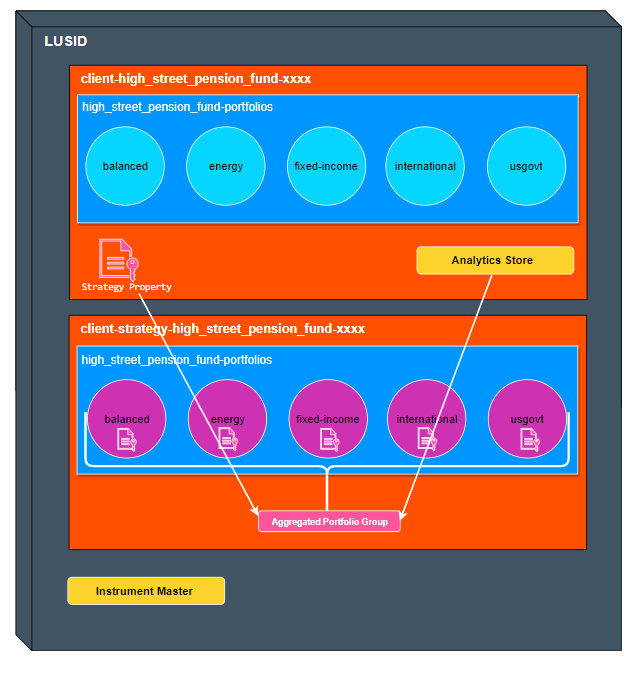 LUSID
client-high_street_pension_fund-xxxx
high_street_pension_fund-portfolios
balanced
energy
fixed-income
international
usgovt
Strategy Property
Analytics Store
client-strategy-high_street_pension_fund-xxxx
high_street_pension_fund-portfolios
balanced
energy
fixed-income
international
usgovt
Aggregated Portfolio Group
Instrument Master